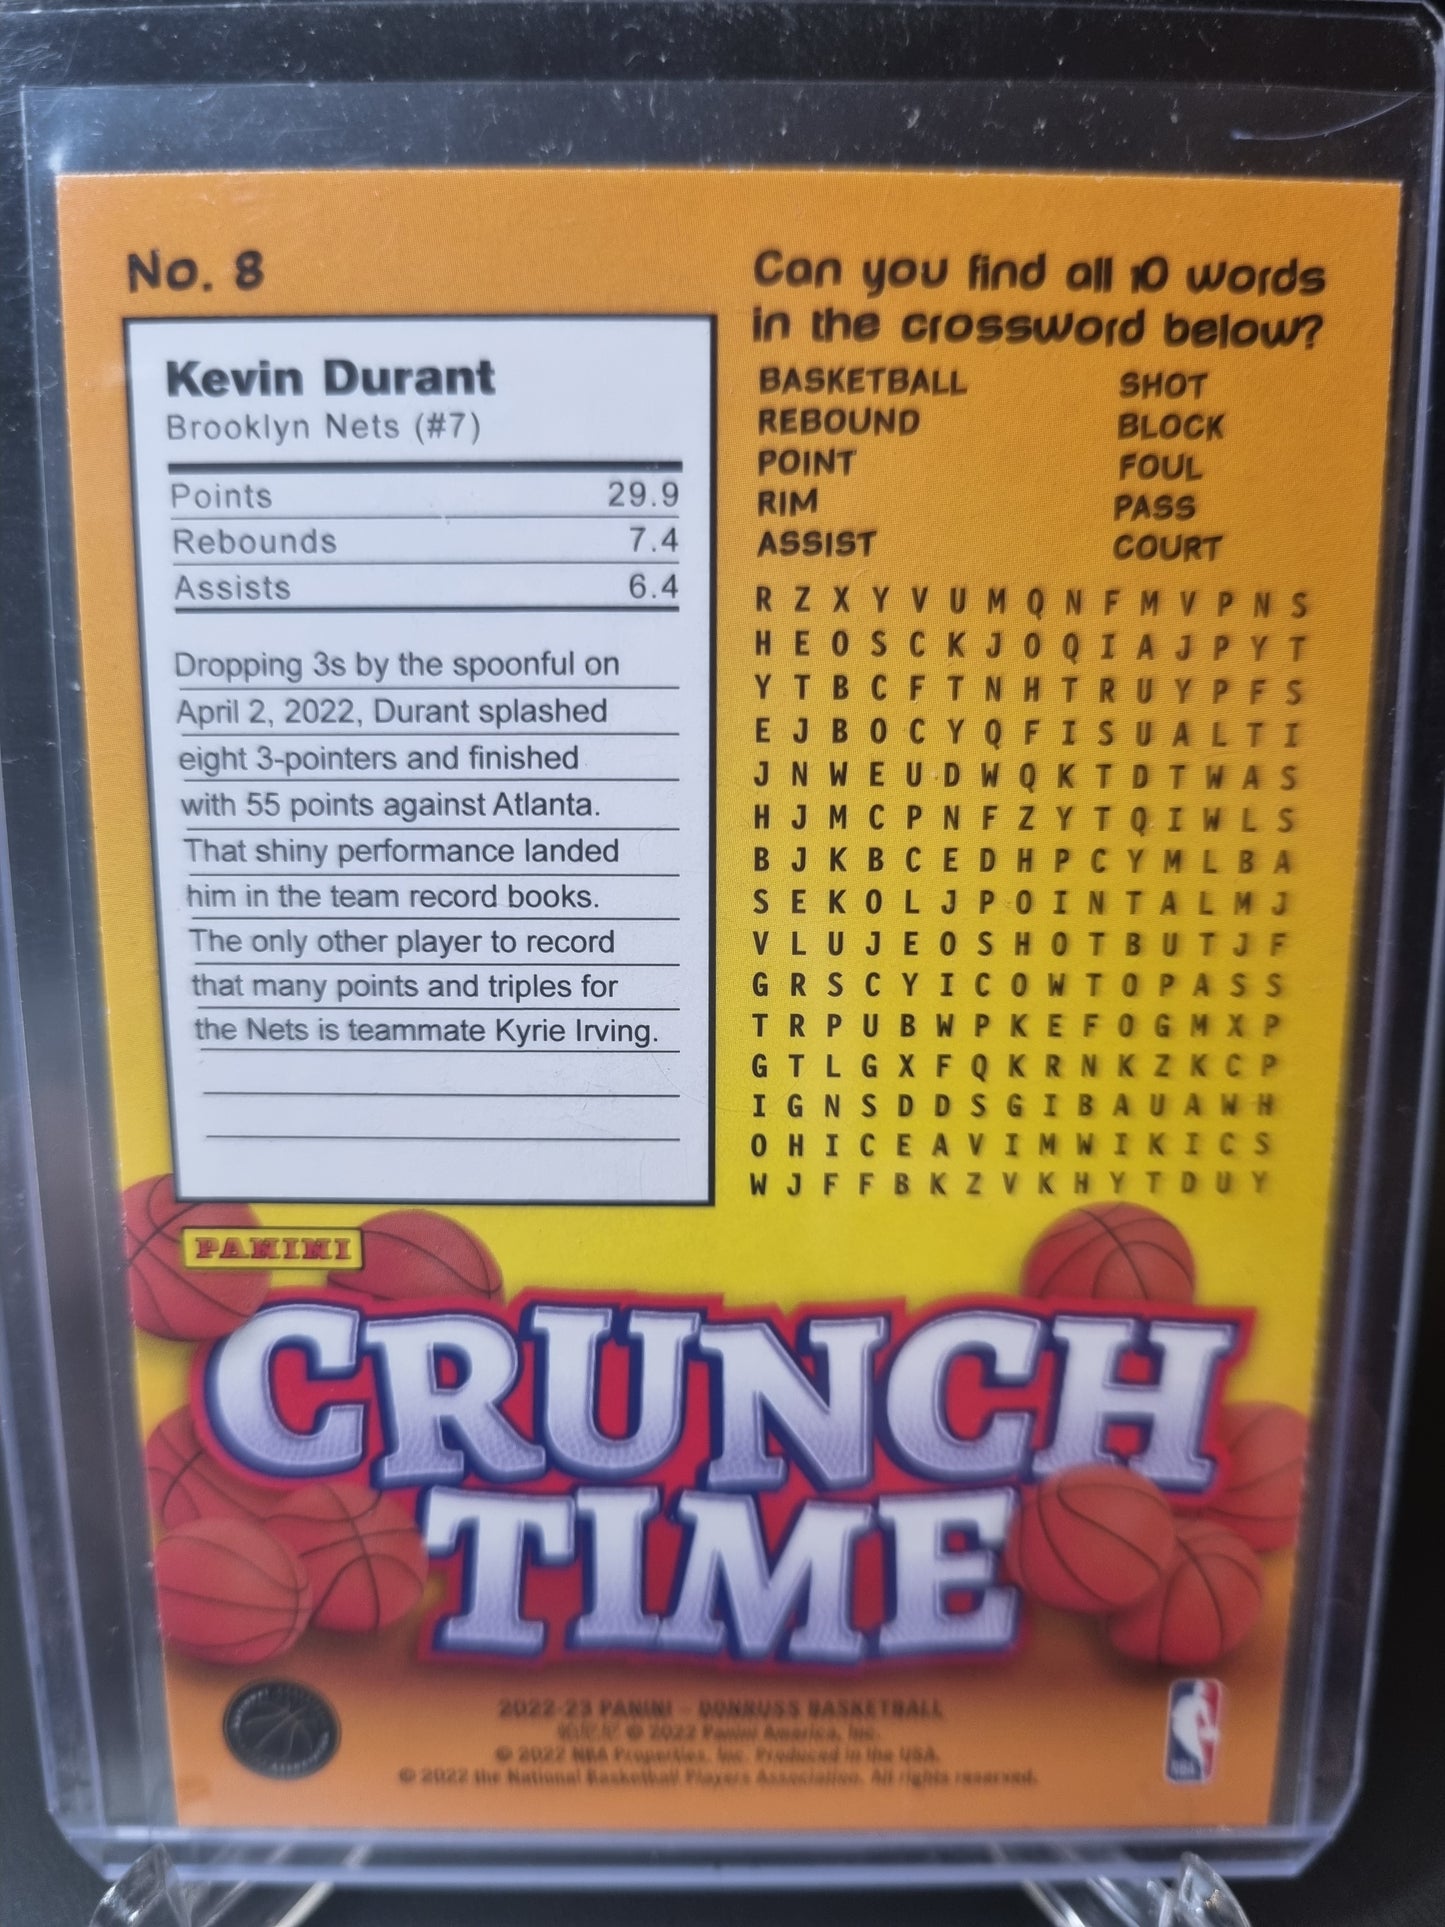 No. 8
Kevin Durant
Brooklyn Nets (#7)
Points 29.9
Rebounds 7.4
Assists 6.4
Dropping 3s by the spoonful on
April 2, 2022, Durant splashed
eight 3-pointers and finished
with 55 points against Atlanta.
That shiny performance landed
him in the team record books.
The only other player to record
that many points and triples for
the Nets is teammate Kyrie Irving.
Can you find all 10 words
in the crossword below?
BASKETBALL SHOT
REBOUND BLOCK
POINT FOUL
RIM PASS
ASSIST COURT
R Z X Y V U M Q N F M V P N S
H E O S C K J O Q I A J P Y T
Y T B C F T N H T R U Y P F S
E J B O C Y Q F I S U A L T I
J N W E U D W Q K T D T W A S
H J M C P N F Z Y T Q I W L S
B J K B C E D H P C Y M L B A
S E K O L J P O I N T A L M J
V L U J E O S H O T B U T J F
G R S C Y I C O W T O P A S S
T R P U B W P K E F O G M X P
G T L G X F Q K R N K Z K C P
I G N S D D S G I B A U A W H
O H I C E A V I M W I K I C S
W J F F B K Z V K H Y T D U Y
PANINI
CRUNCH
TIME
2022-23 PANINI - DONRUSS BASKETBALL
© 2022 Panini America, Inc.
© 2022 NBA Properties, Inc. Produced in the USA.
© 2022 the National Basketball Players Association. All rights reserved.
NBA